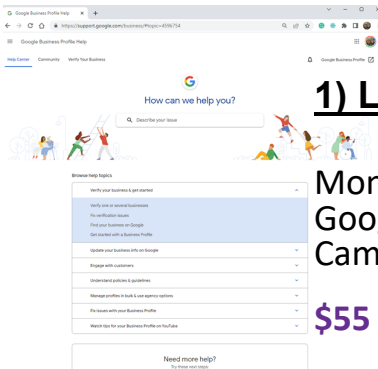 Google Business Profile Help
https://support.google.com/business/#topic=4596754
Google Business Profile Help
Help Center Community Verify Your Business
Google Business Profile
How can we help you?
Describe your issue
Browse help topics
Verify your business & get started
Verify one or several businesses
Fix verification issues
Find your business on Google
Get started with a Business Profile
Update your business info on Google
Engage with customers
Understand policies & guidelines
Manage profiles in bulk & use agency options
Fix issues with your Business Profile
Watch tips for your Business Profile on YouTube
Need more help?
Try these next steps
1) L
Mon
Goog
Cam
$55